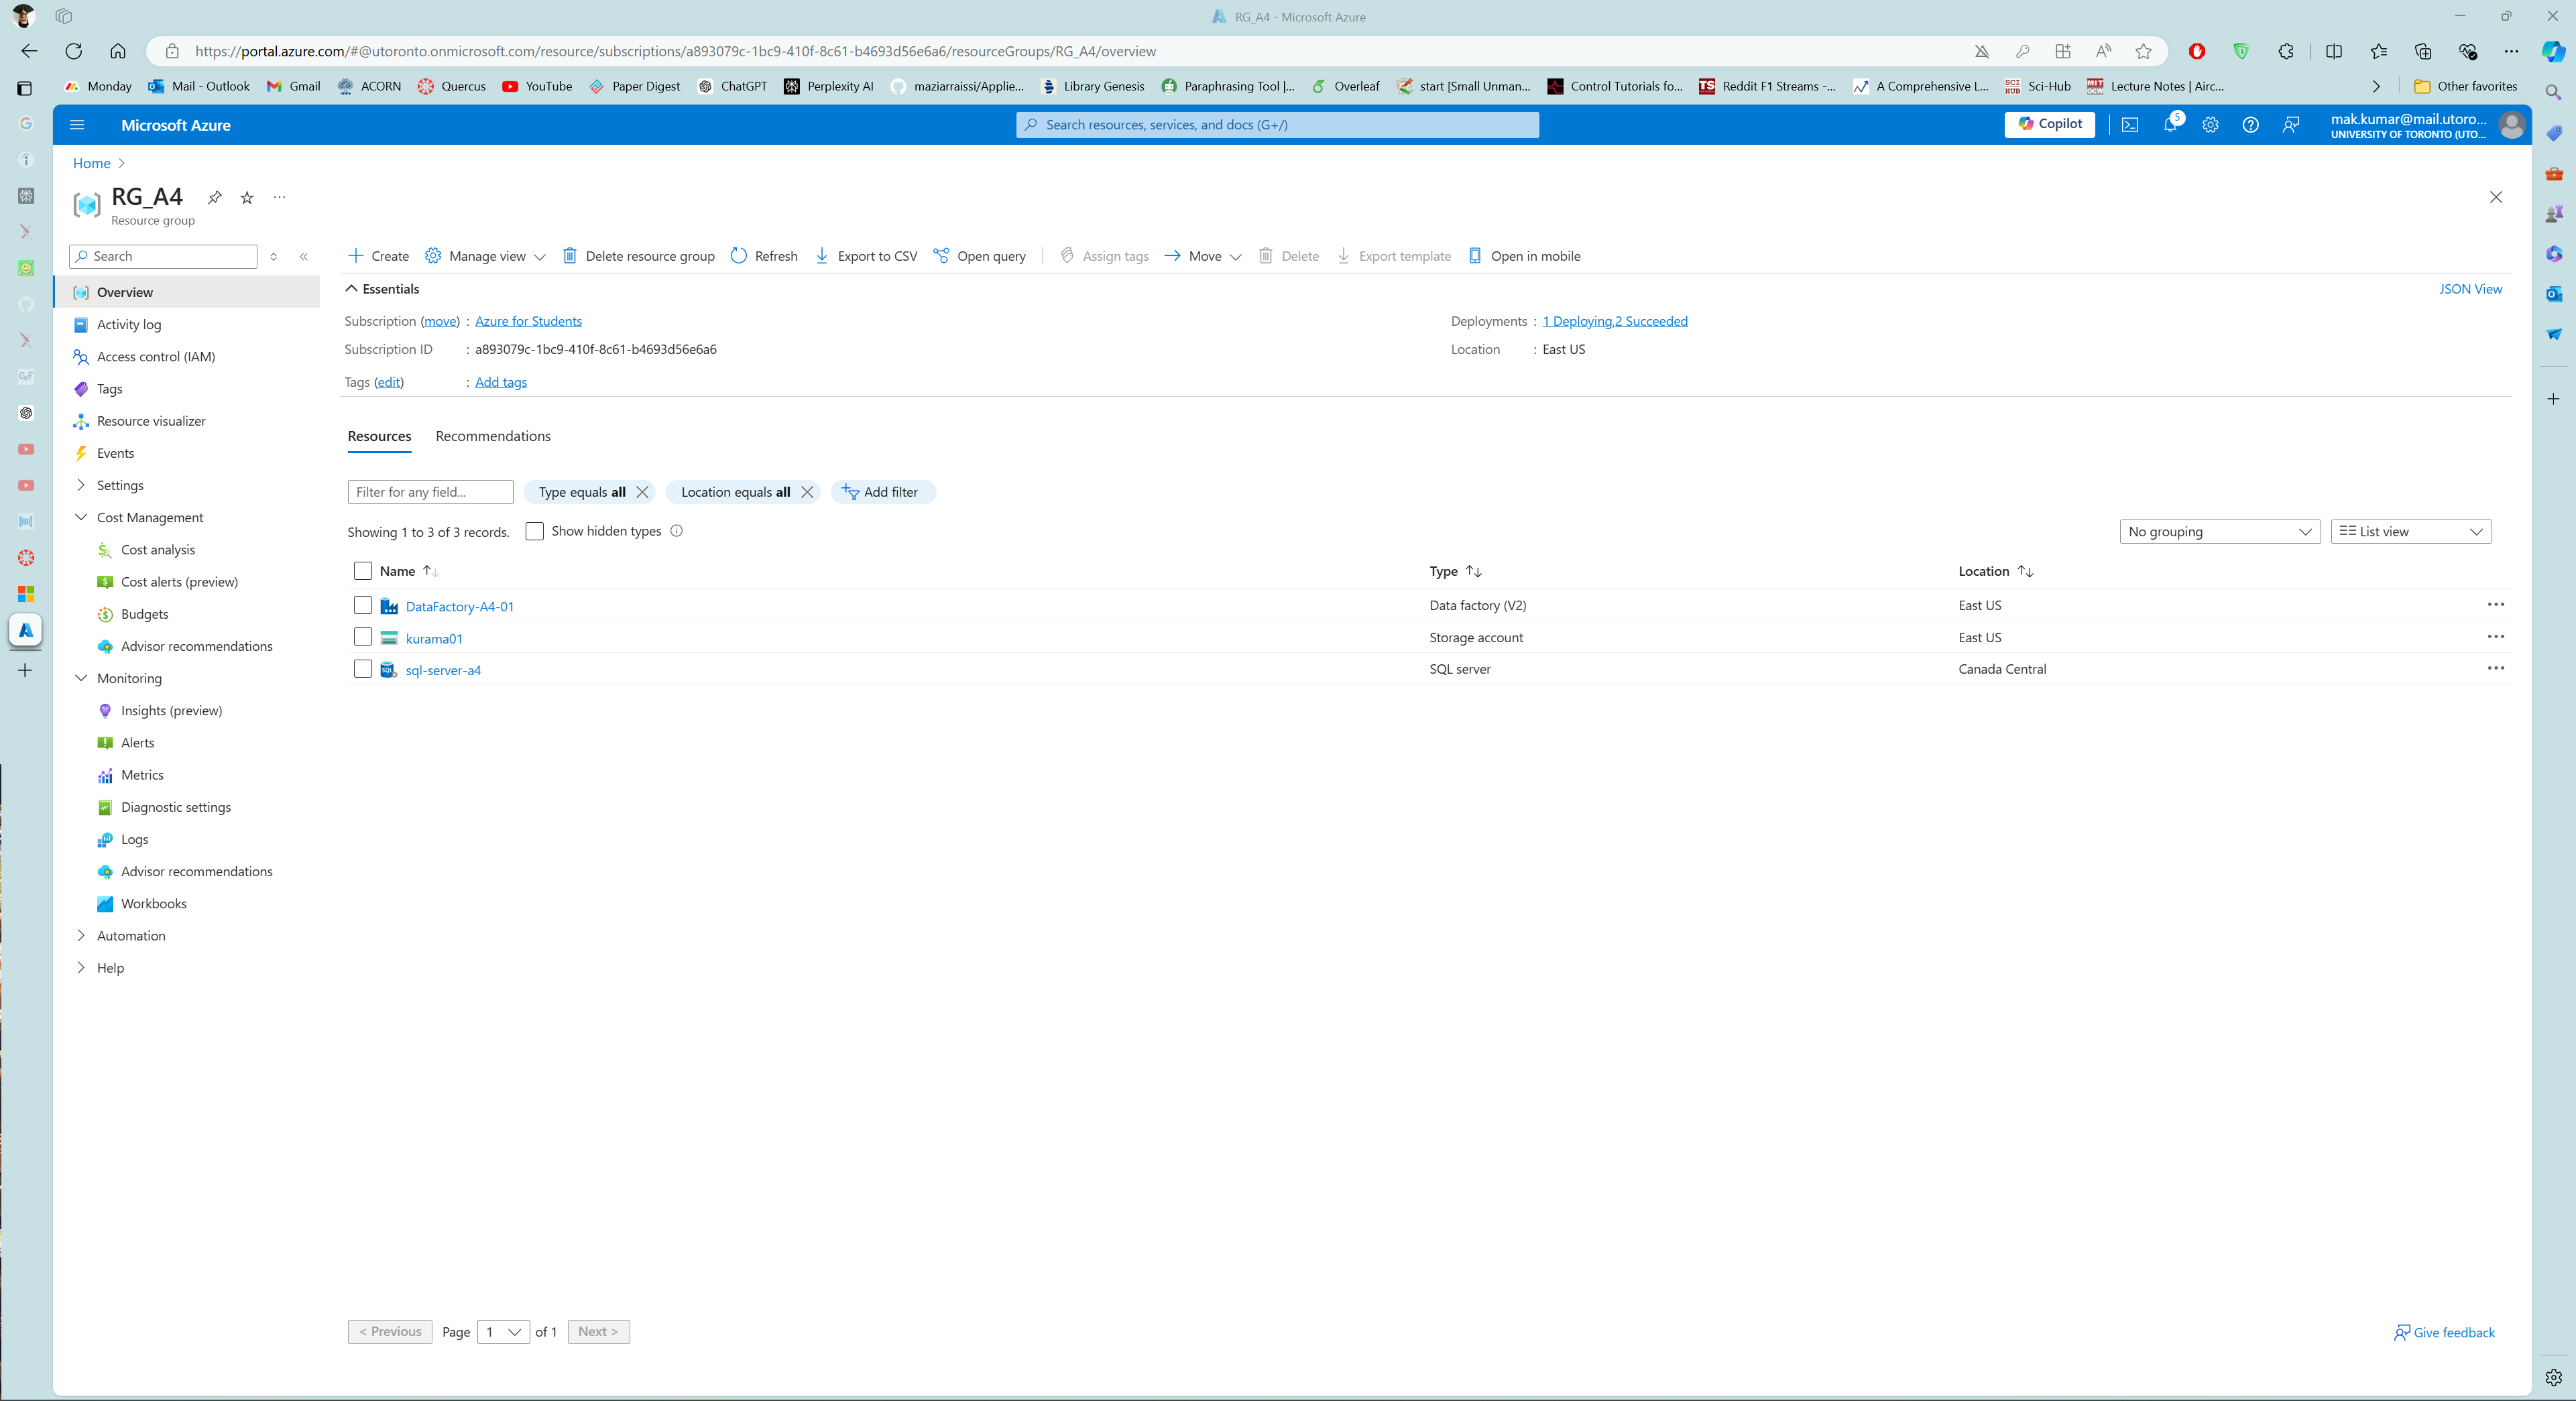 RG_A4 - Microsoft Azure
https://portal.azure.com/#@utoronto.onmicrosoft.com/resource/subscriptions/a893079c-1bc9-410f-8c61-b4693d56e6a6/resourceGroups/RG_A4/overview
Monday Mail - Outlook Gmail ACORN Quercus YouTube Paper Digest ChatGPT Perplexity AI maziarraissi/Applie... Library Genesis Paraphrasing Tool |... Overleaf start [Small Unman... Control Tutorials fo... Reddit F1 Streams -... A Comprehensive L... Sci-Hub Lecture Notes | Airc... Other favorites
Microsoft Azure Search resources, services, and docs (G+/) Copilot 5 mak.kumar@mail.utoro...
UNIVERSITY OF TORONTO (UTO...
Home
RG_A4
Resource group
Search
Create Manage view Delete resource group Refresh Export to CSV Open query Assign tags Move Delete Export template Open in mobile
Overview
Activity log
Access control (IAM)
Tags
Resource visualizer
Events
Settings
Cost Management
Cost analysis
Cost alerts (preview)
Budgets
Advisor recommendations
Monitoring
Insights (preview)
Alerts
Metrics
Diagnostic settings
Logs
Advisor recommendations
Workbooks
Automation
Help
Essentials JSON View
Subscription (move) : Azure for Students Deployments : 1 Deploying,2 Succeeded
Subscription ID : a893079c-1bc9-410f-8c61-b4693d56e6a6 Location : East US
Tags (edit) : Add tags
Resources Recommendations
Filter for any field... Type equals all Location equals all Add filter
Showing 1 to 3 of 3 records. Show hidden types No grouping List view
Name Type Location
DataFactory-A4-01 Data factory (V2) East US
kurama01 Storage account East US
sql-server-a4 SQL server Canada Central
< Previous Page 1 of 1 Next > Give feedback